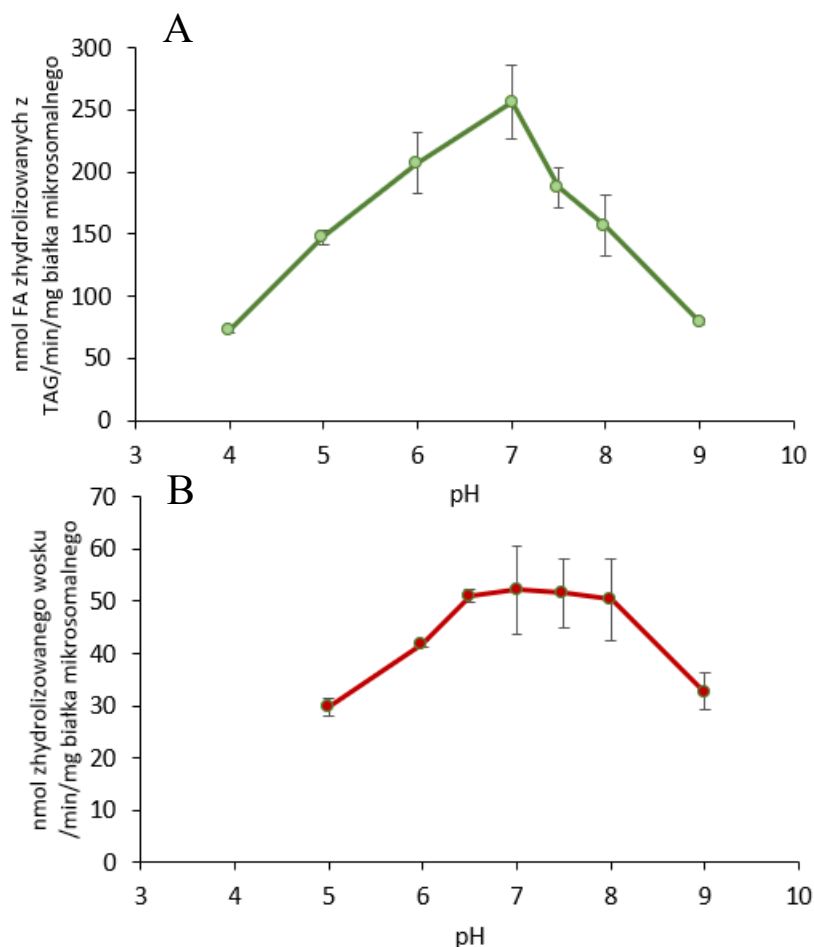 A
nmol FA zhydrolizowanych z
TAG/min/mg białka mikrosomalnego
300
250
200
150
100
50
0
3 4 5 6 7 8 9 10
pH
B
nmol zhydrolizowanego wosku
/min/mg białka mikrosomalnego
70
60
50
40
30
20
10
0
3 4 5 6 7 8 9 10
pH